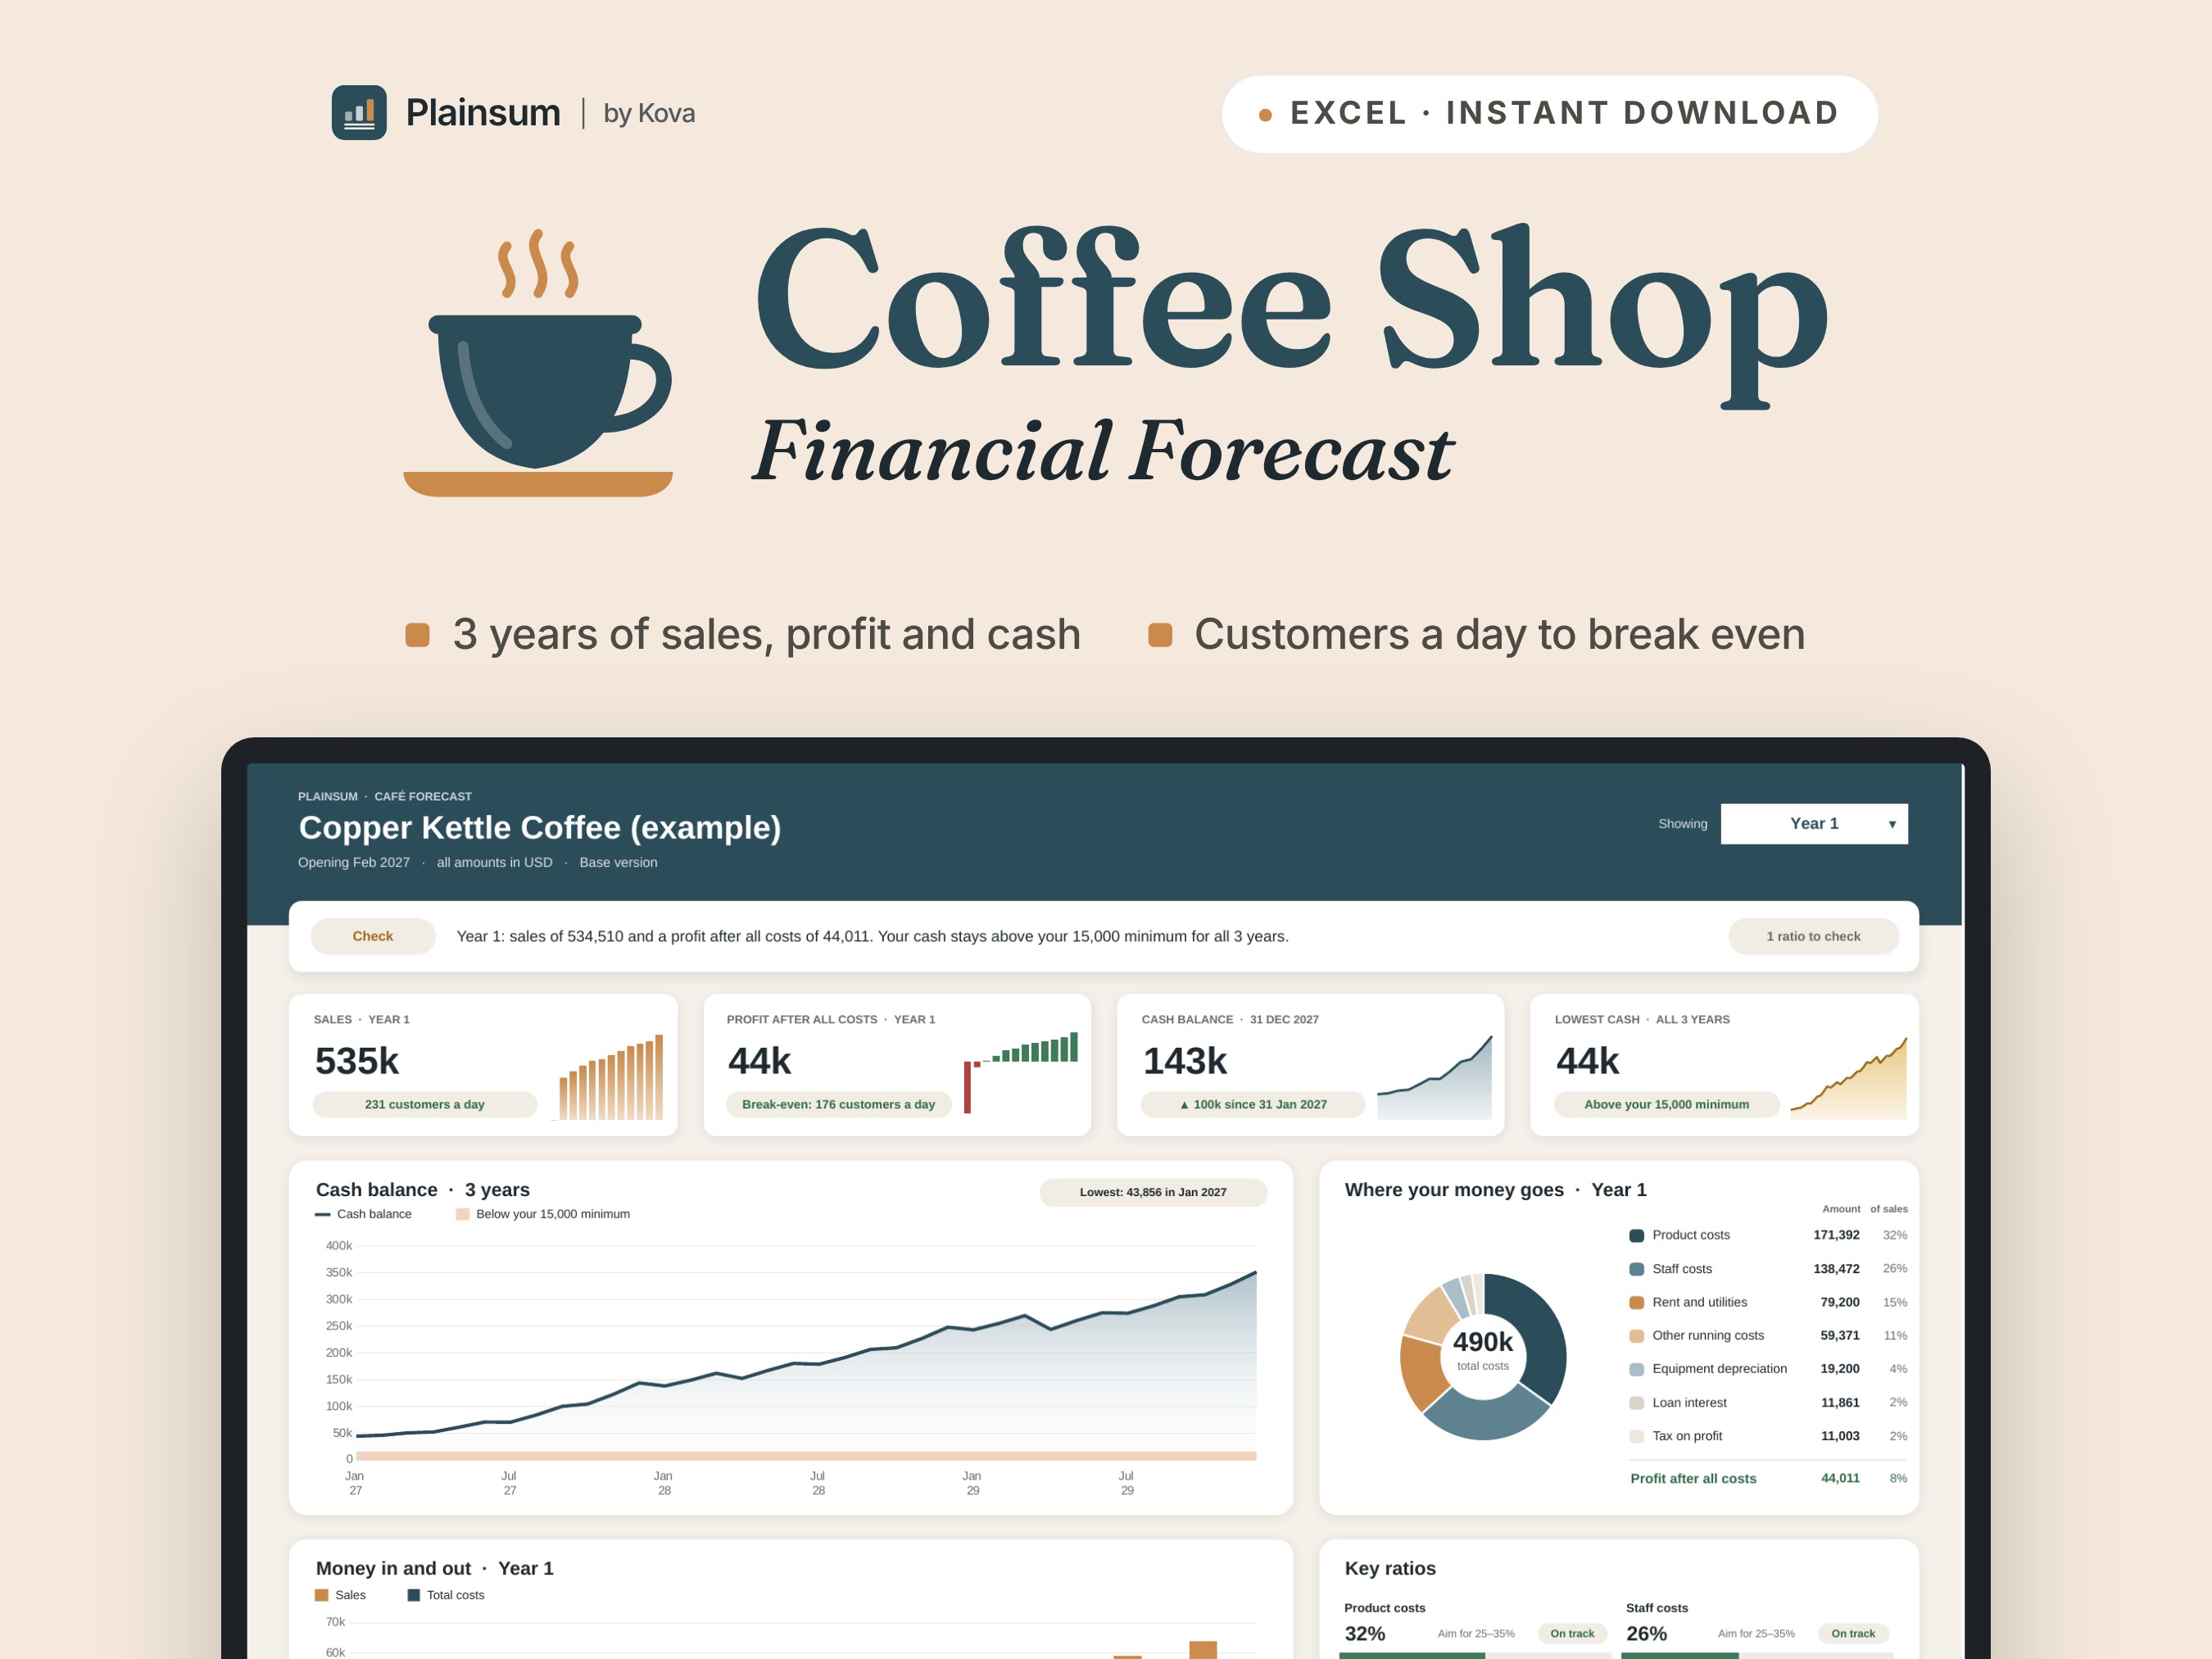 Plainsum | by Kova
EXCEL · INSTANT DOWNLOAD
Coffee Shop
Financial Forecast
3 years of sales, profit and cash
Customers a day to break even
PLAINSUM · CAFÉ FORECAST
Copper Kettle Coffee (example)
Opening Feb 2027 · all amounts in USD · Base version
Showing
Year 1 ▼
Check
Year 1: sales of 534,510 and a profit after all costs of 44,011. Your cash stays above your 15,000 minimum for all 3 years.
1 ratio to check
SALES · YEAR 1
535k
231 customers a day
PROFIT AFTER ALL COSTS · YEAR 1
44k
Break-even: 176 customers a day
CASH BALANCE · 31 DEC 2027
143k
▲ 100k since 31 Jan 2027
LOWEST CASH · ALL 3 YEARS
44k
Above your 15,000 minimum
Cash balance · 3 years
Lowest: 43,856 in Jan 2027
Cash balance
Below your 15,000 minimum
400k
350k
300k
250k
200k
150k
100k
50k
0
Jan 27
Jul 27
Jan 28
Jul 28
Jan 29
Jul 29
Where your money goes · Year 1
Amount of sales
490k
total costs
Product costs 171,392 32%
Staff costs 138,472 26%
Rent and utilities 79,200 15%
Other running costs 59,371 11%
Equipment depreciation 19,200 4%
Loan interest 11,861 2%
Tax on profit 11,003 2%
Profit after all costs 44,011 8%
Money in and out · Year 1
Sales
Total costs
70k
60k
Key ratios
Product costs
32% Aim for 25–35% On track
Staff costs
26% Aim for 25–35% On track